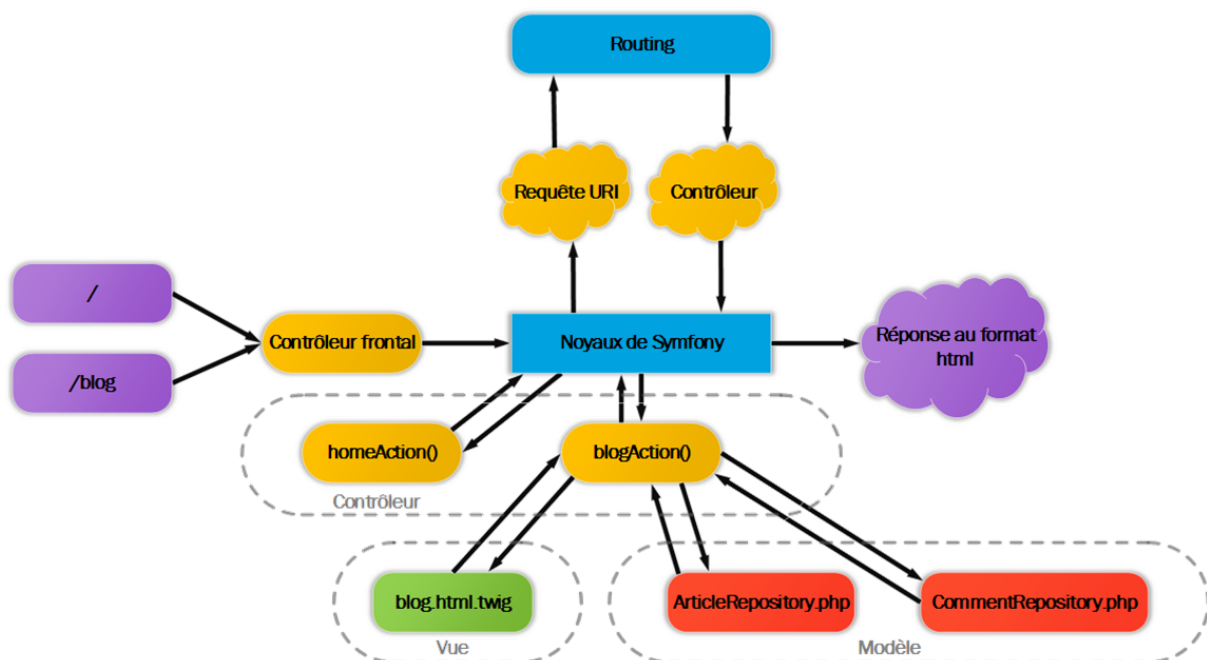 Routing
Requête URI
Contrôleur
/
/blog
Contrôleur frontal
Noyaux de Symfony
Réponse au format
html
homeAction()
blogAction()
Contrôleur
blog.html.twig
ArticleRepository.php
CommentRepository.php
Vue
Modèle